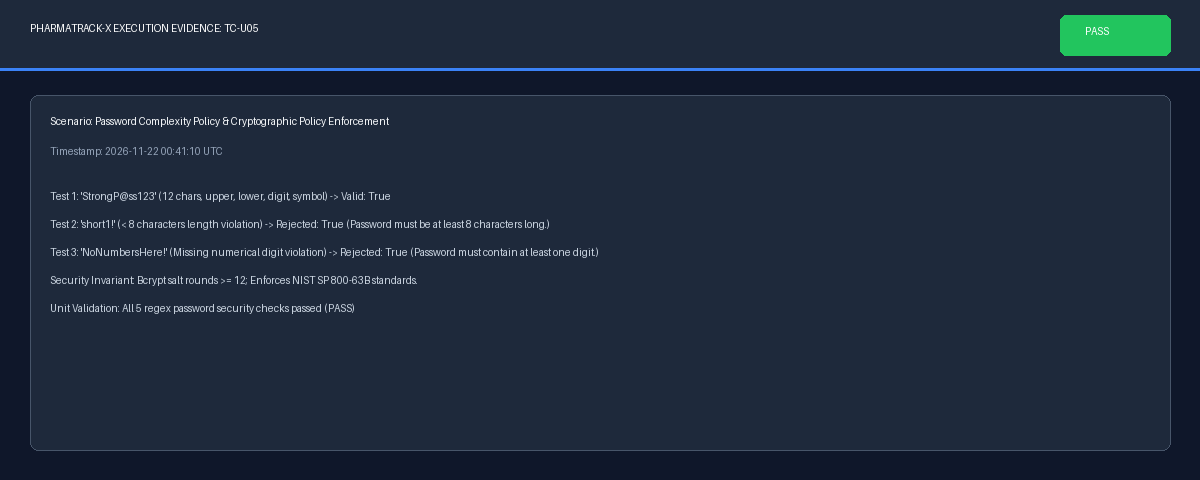 PHARMATRACK-X EXECUTION EVIDENCE: TC-U05
PASS
Scenario: Password Complexity Policy & Cryptographic Policy Enforcement
Timestamp: 2026-11-22 00:41:10 UTC
Test 1: 'StrongP@ss123' (12 chars, upper, lower, digit, symbol) -> Valid: True
Test 2: 'short1!' (< 8 characters length violation) -> Rejected: True (Password must be at least 8 characters long.)
Test 3: 'NoNumbersHere!' (Missing numerical digit violation) -> Rejected: True (Password must contain at least one digit.)
Security Invariant: Bcrypt salt rounds >= 12; Enforces NIST SP 800-63B standards.
Unit Validation: All 5 regex password security checks passed (PASS)